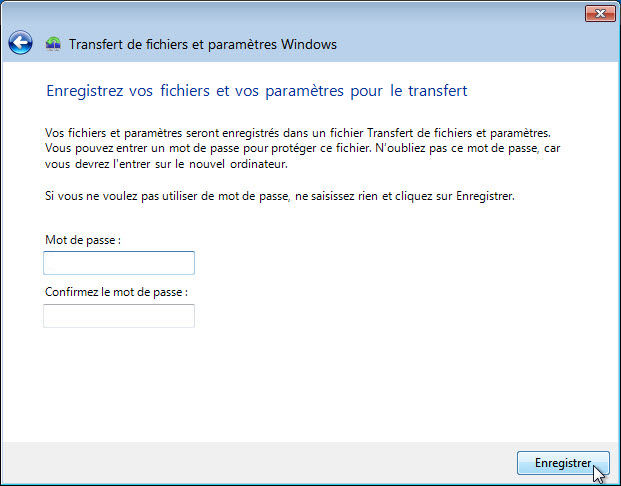 Transfert de fichiers et paramètres Windows
Enregistrez vos fichiers et vos paramètres pour le transfert
Vos fichiers et paramètres seront enregistrés dans un fichier Transfert de fichiers et paramètres.
Vous pouvez entrer un mot de passe pour protéger ce fichier. N'oubliez pas ce mot de passe, car
vous devrez l'entrer sur le nouvel ordinateur.
Si vous ne voulez pas utiliser de mot de passe, ne saisissez rien et cliquez sur Enregistrer.
Mot de passe :
Confirmez le mot de passe :
Enregistrer